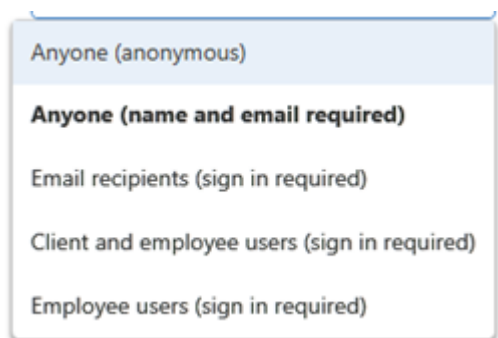 Anyone (anonymous)
Anyone (name and email required)
Email recipients (sign in required)
Client and employee users (sign in required)
Employee users (sign in required)